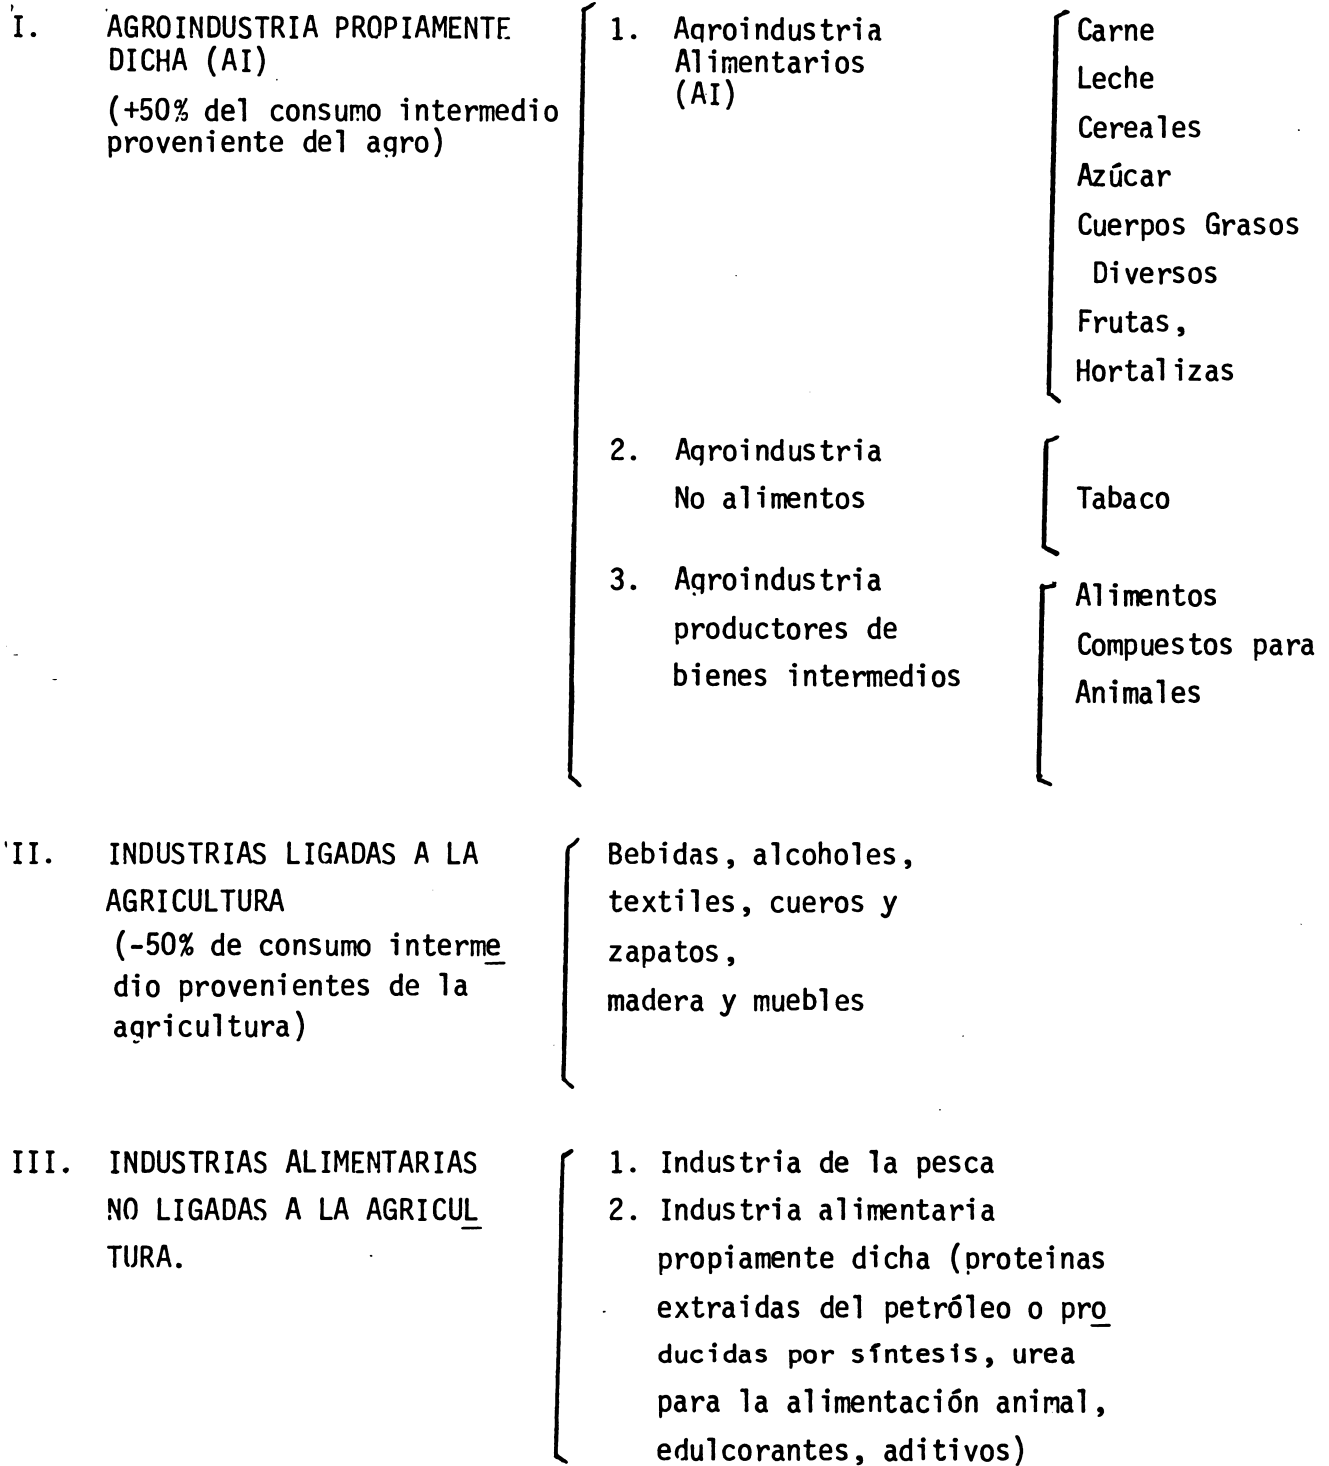 I. AGROINDUSTRIA PROPIAMENTE
DICHA (AI)
(+50% del consumo intermedio
proveniente del agro)
1. Agroindustria
Alimentarios
(AI)
Carne
Leche
Cereales
Azúcar
Cuerpos Grasos
Diversos
Frutas,
Hortalizas
2. Agroindustria
No alimentos
Tabaco
3. Agroindustria
productores de
bienes intermedios
Alimentos
Compuestos para
Animales
II. INDUSTRIAS LIGADAS A LA
AGRICULTURA
(-50% de consumo interme
dio provenientes de la
agricultura)
Bebidas, alcoholes,
textiles, cueros y
zapatos,
madera y muebles
III. INDUSTRIAS ALIMENTARIAS
NO LIGADAS A LA AGRICUL
TURA.
1. Industria de la pesca
2. Industria alimentaria
propiamente dicha (proteinas
extraidas del petróleo o pro
ducidas por síntesis, urea
para la alimentación animal,
edulcorantes, aditivos)